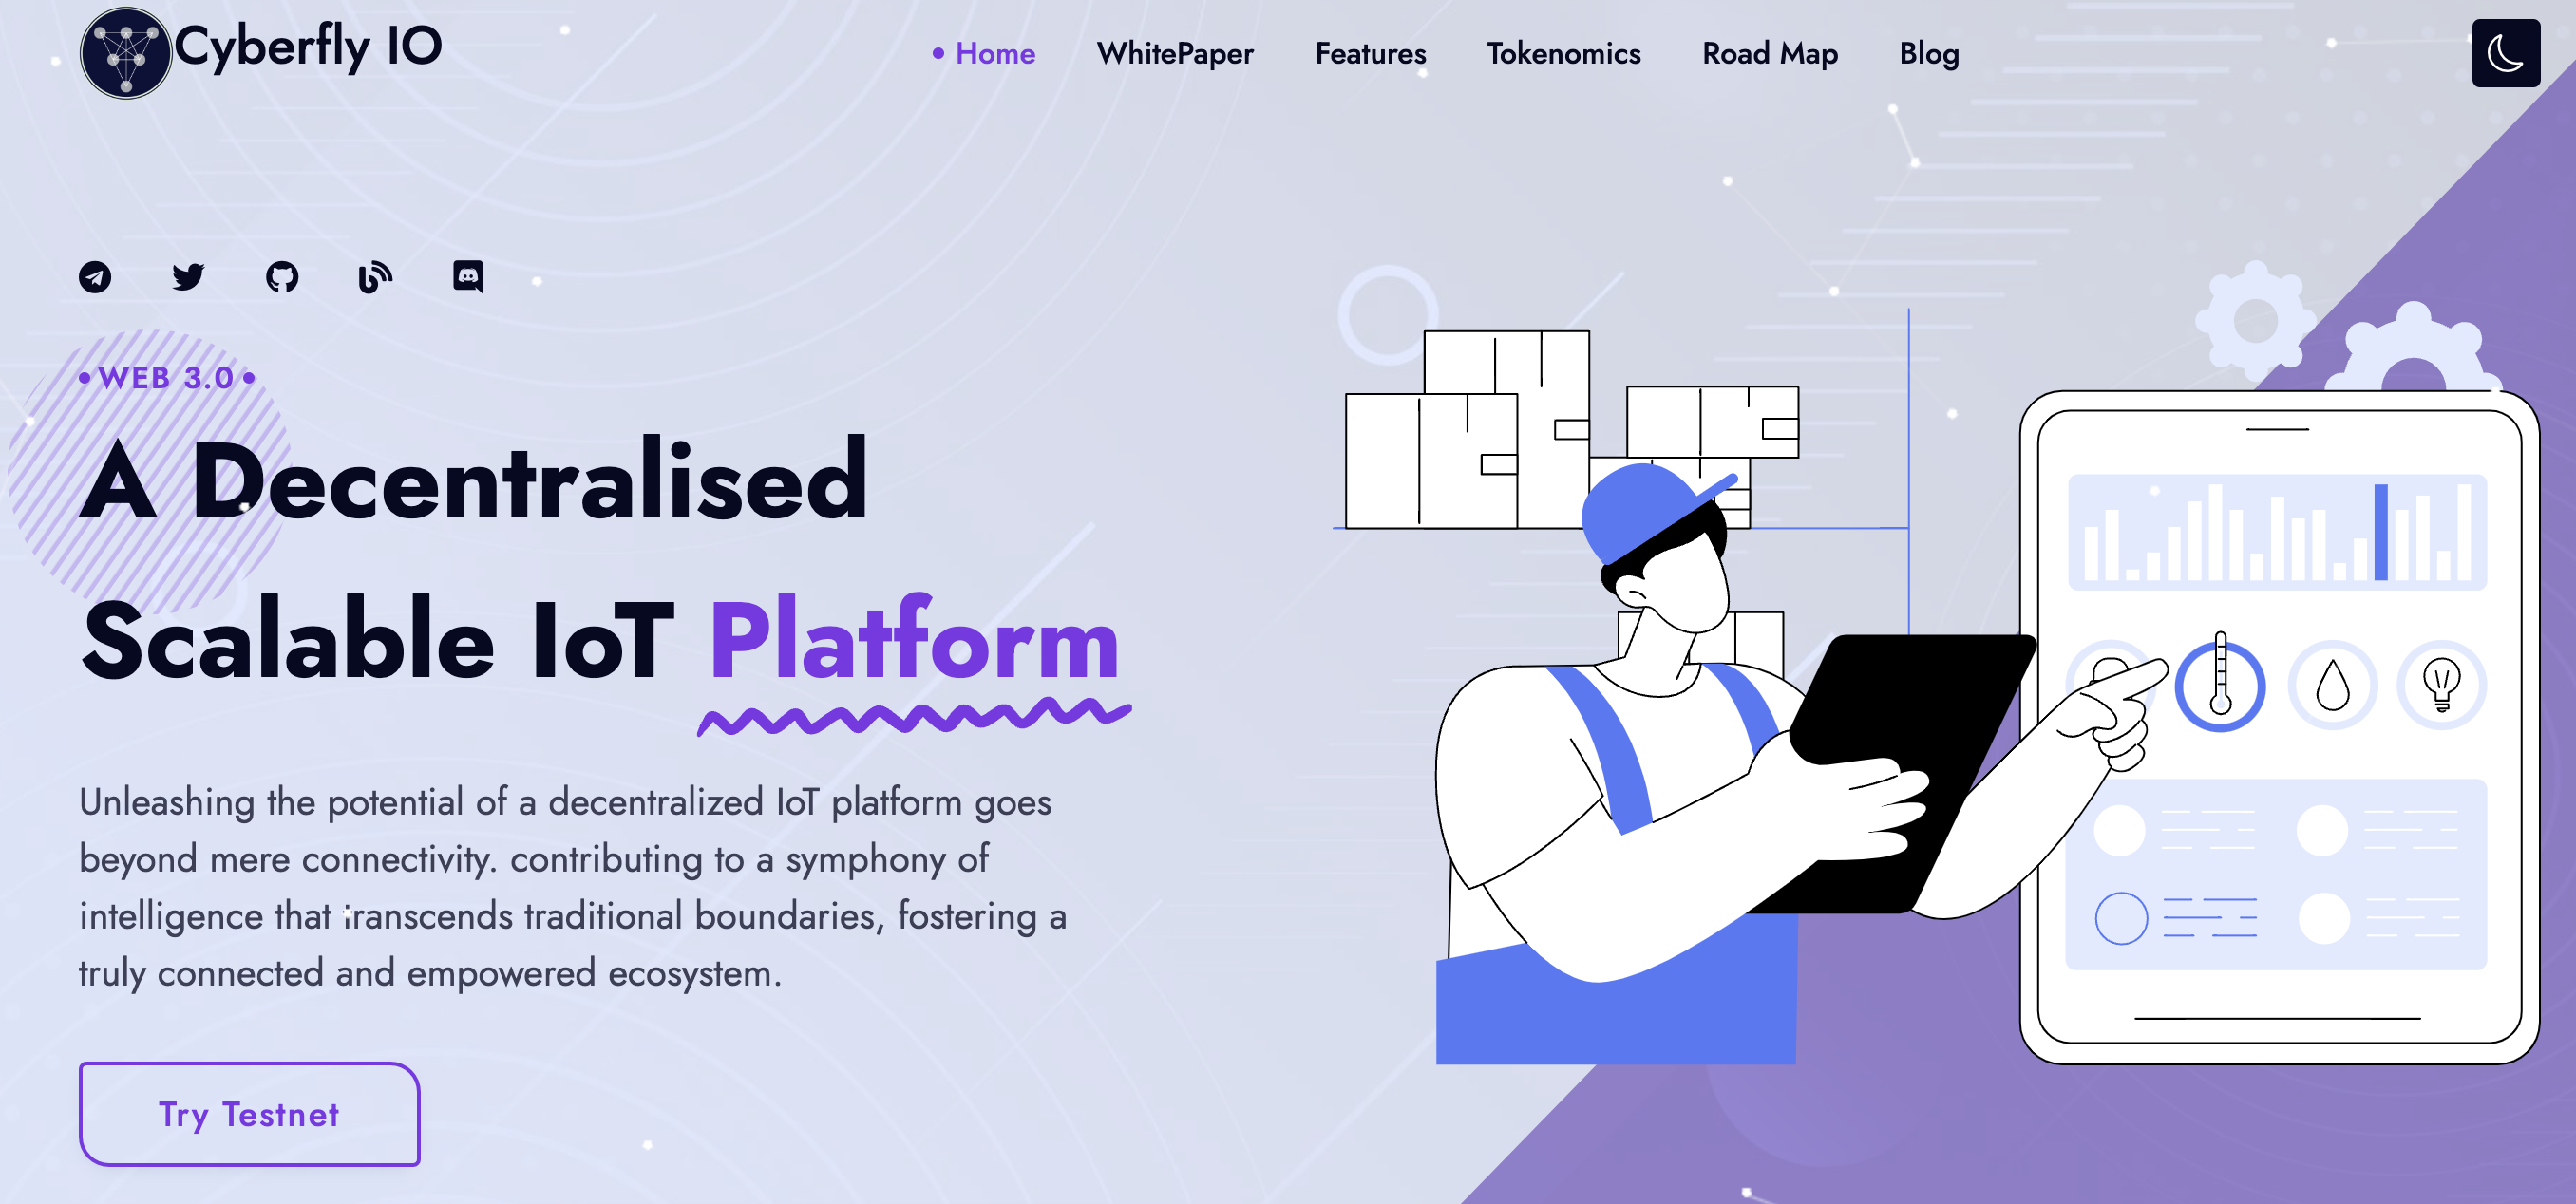 Cyberfly IO
Home WhitePaper Features Tokenomics Road Map Blog
WEB 3.0
A Decentralised
Scalable IoT Platform
Unleashing the potential of a decentralized IoT platform goes
beyond mere connectivity. contributing to a symphony of
intelligence that transcends traditional boundaries, fostering a
truly connected and empowered ecosystem.
Try Testnet